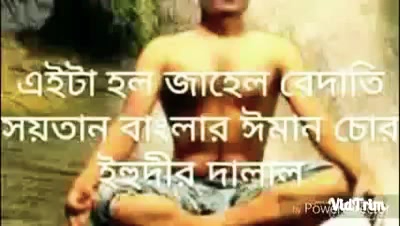 এইটা হল জাহেল বেদাতি
সয়তান বাংলার ঈমান চোর
ইহুদীর দালাল
VidTrim